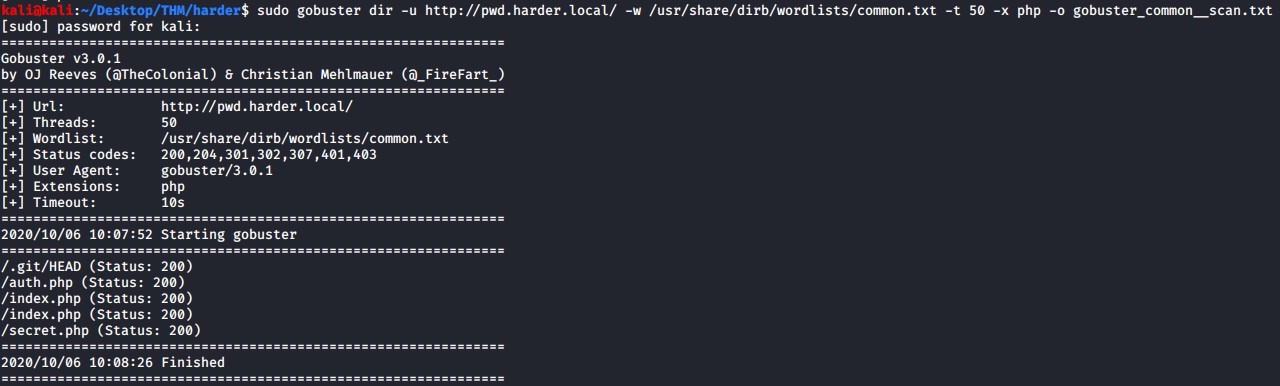 kali@kali:~/Desktop/THM/harder$ sudo gobuster dir -u http://pwd.harder.local/ -w /usr/share/dirb/wordlists/common.txt -t 50 -x php -o gobuster_common__scan.txt
[sudo] password for kali:
===============================================================
Gobuster v3.0.1
by OJ Reeves (@TheColonial) & Christian Mehlmauer (@_FireFart_)
===============================================================
[+] Url:            http://pwd.harder.local/
[+] Threads:        50
[+] Wordlist:       /usr/share/dirb/wordlists/common.txt
[+] Status codes:   200,204,301,302,307,401,403
[+] User Agent:     gobuster/3.0.1
[+] Extensions:     php
[+] Timeout:        10s
===============================================================
2020/10/06 10:07:52 Starting gobuster
===============================================================
/.git/HEAD (Status: 200)
/auth.php (Status: 200)
/index.php (Status: 200)
/index.php (Status: 200)
/secret.php (Status: 200)
===============================================================
2020/10/06 10:08:26 Finished
===============================================================